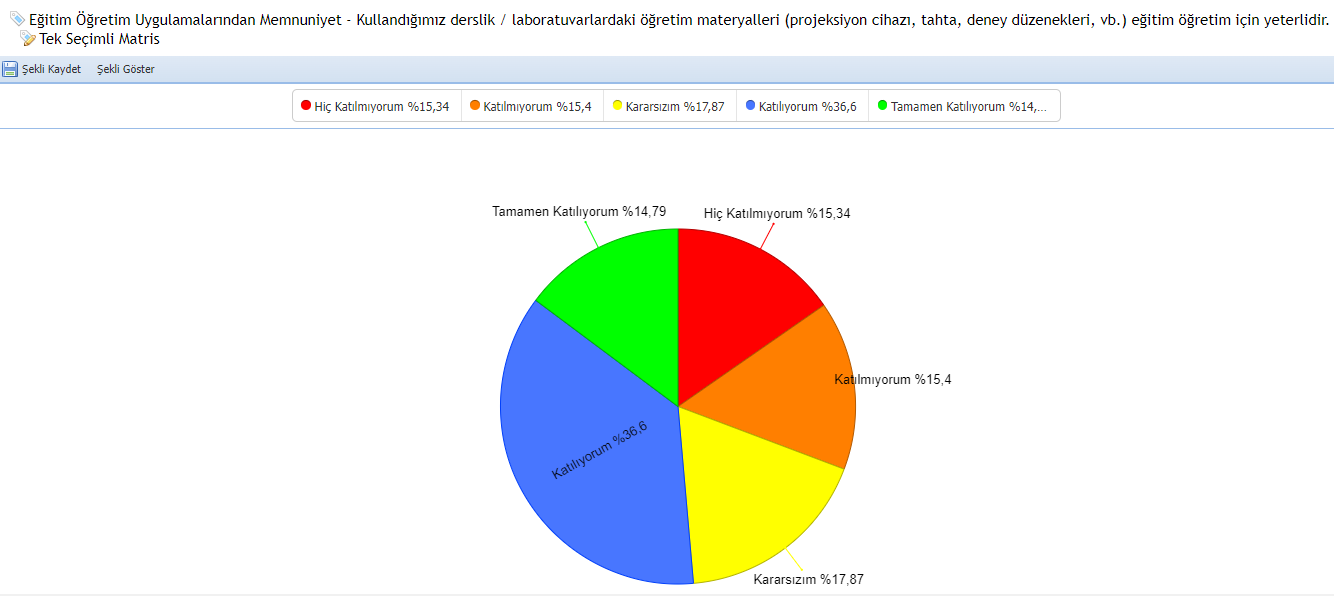 Eğitim Öğretim Uygulamalarından Memnuniyet - Kullandığımız derslik / laboratuvarlardaki öğretim materyalleri (projeksiyon cihazı, tahta, deney düzenekleri, vb.) eğitim öğretim için yeterlidir.
Tek Seçimli Matris
Şekli Kaydet Şekli Göster
Hiç Katılmıyorum %15,34 Katılmıyorum %15,4 Kararsızım %17,87 Katılıyorum %36,6 Tamamen Katılıyorum %14,...
Tamamen Katılıyorum %14,79 Hiç Katılmıyorum %15,34
Katılmıyorum %15,4
Katılıyorum %36,6
Kararsızım %17,87